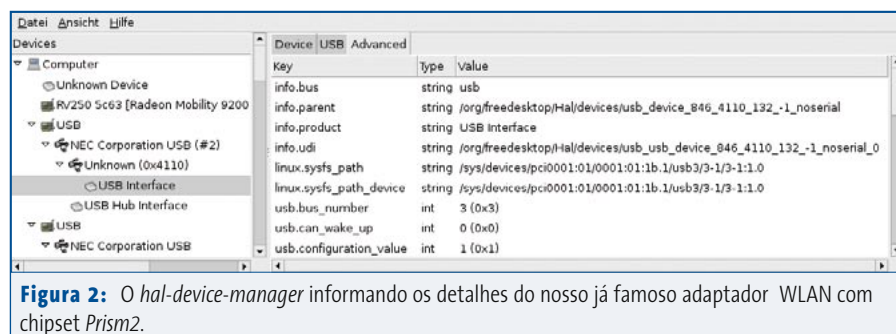 Datei Ansicht Hilfe
Devices
Computer
Unknown Device
RV250 5c63 [Radeon Mobility 9200
USB
NEC Corporation USB (#2)
Unknown (0x4110)
USB Interface
USB Hub Interface
USB
NEC Corporation USB
Device USB Advanced
Key Type Value
info.bus string usb
info.parent string /org/freedesktop/Hal/devices/usb_device_846_4110_132_-1_noserial
info.product string USB Interface
info.udi string /org/freedesktop/Hal/devices/usb_usb_device_846_4110_132_-1_noserial_0
linux.sysfs_path string /sys/devices/pci0001:01/0001:01:1b.1/usb3/3-1/3-1:1.0
linux.sysfs_path_device string /sys/devices/pci0001:01/0001:01:1b.1/usb3/3-1/3-1:1.0
usb.bus_number int 3 (0x3)
usb.can_wake_up int 0 (0x0)
usb.configuration_value int 1 (0x1)
Figura 2: O hal-device-manager informando os detalhes do nosso já famoso adaptador WLAN com
chipset Prism2.